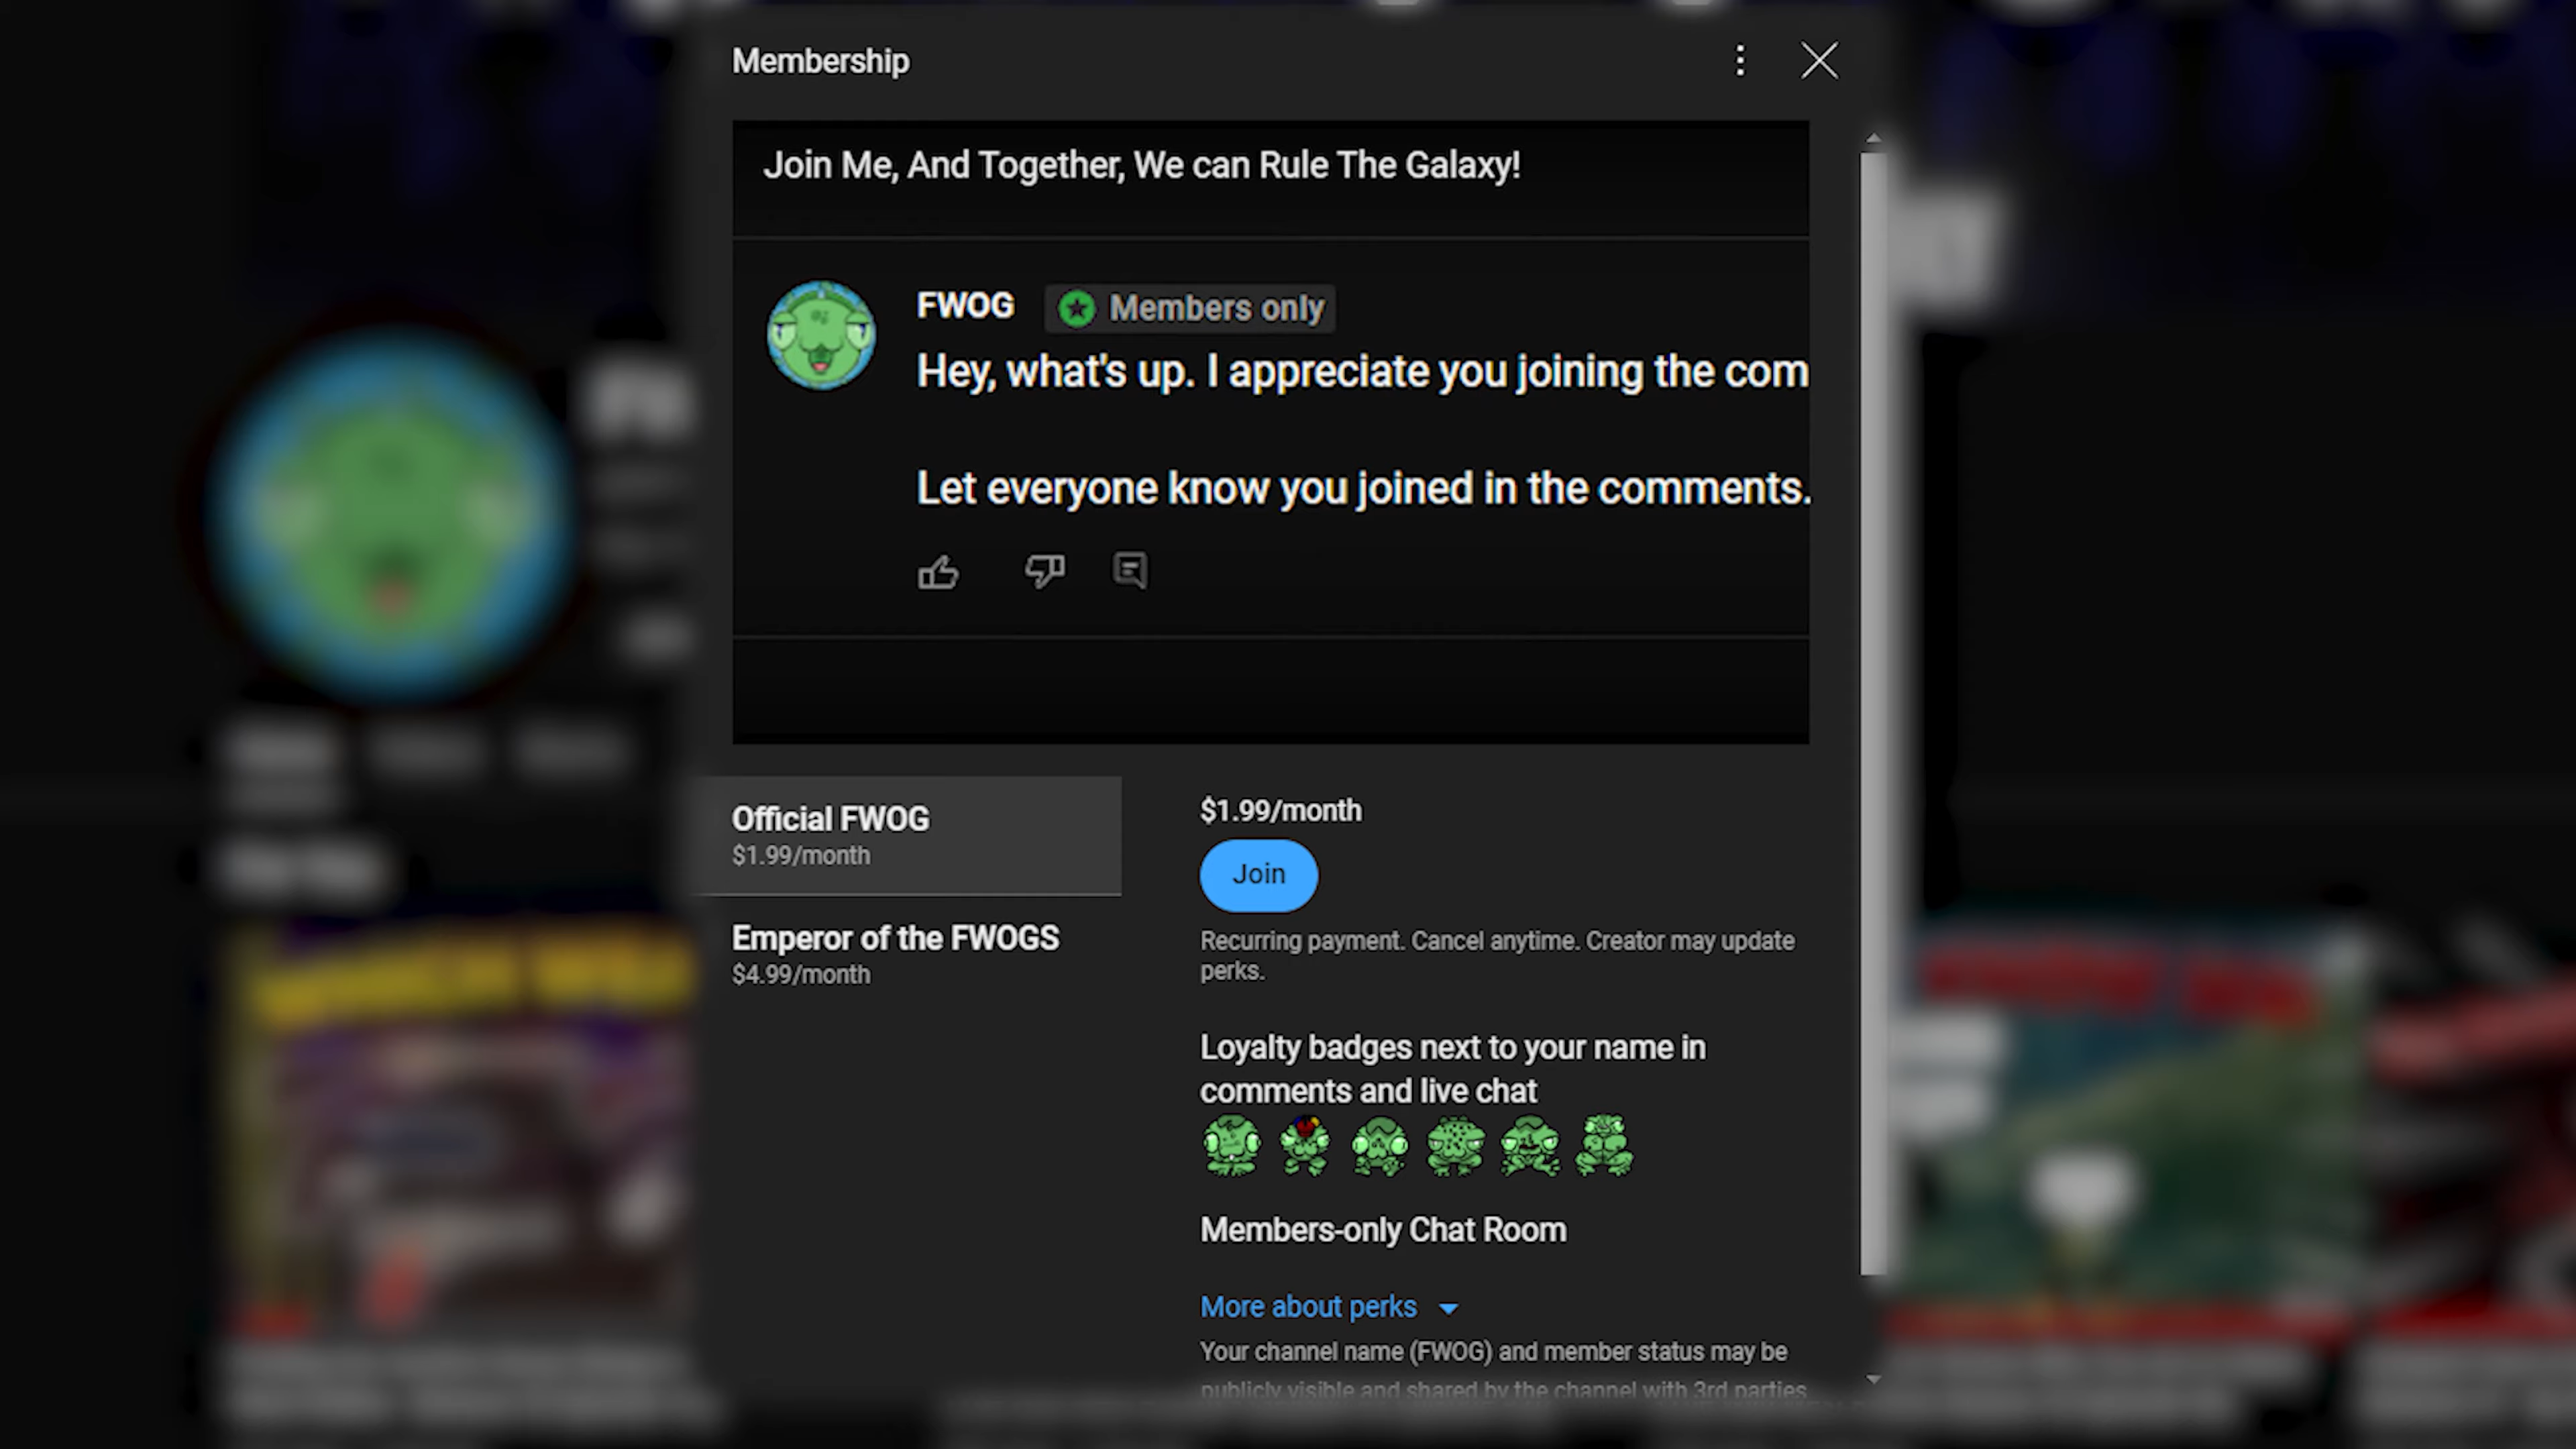 Membership
Join Me, And Together, We can Rule The Galaxy!
FWOG
Members only
Hey, what's up. I appreciate you joining the com
Let everyone know you joined in the comments.
Official FWOG
$1.99/month
Emperor of the FWOGS
$4.99/month
$1.99/month
Join
Recurring payment. Cancel anytime. Creator may update
perks.
Loyalty badges next to your name in
comments and live chat
Members-only Chat Room
More about perks
Your channel name (FWOG) and member status may be
publicly visible and shared by the channel with 3rd parties